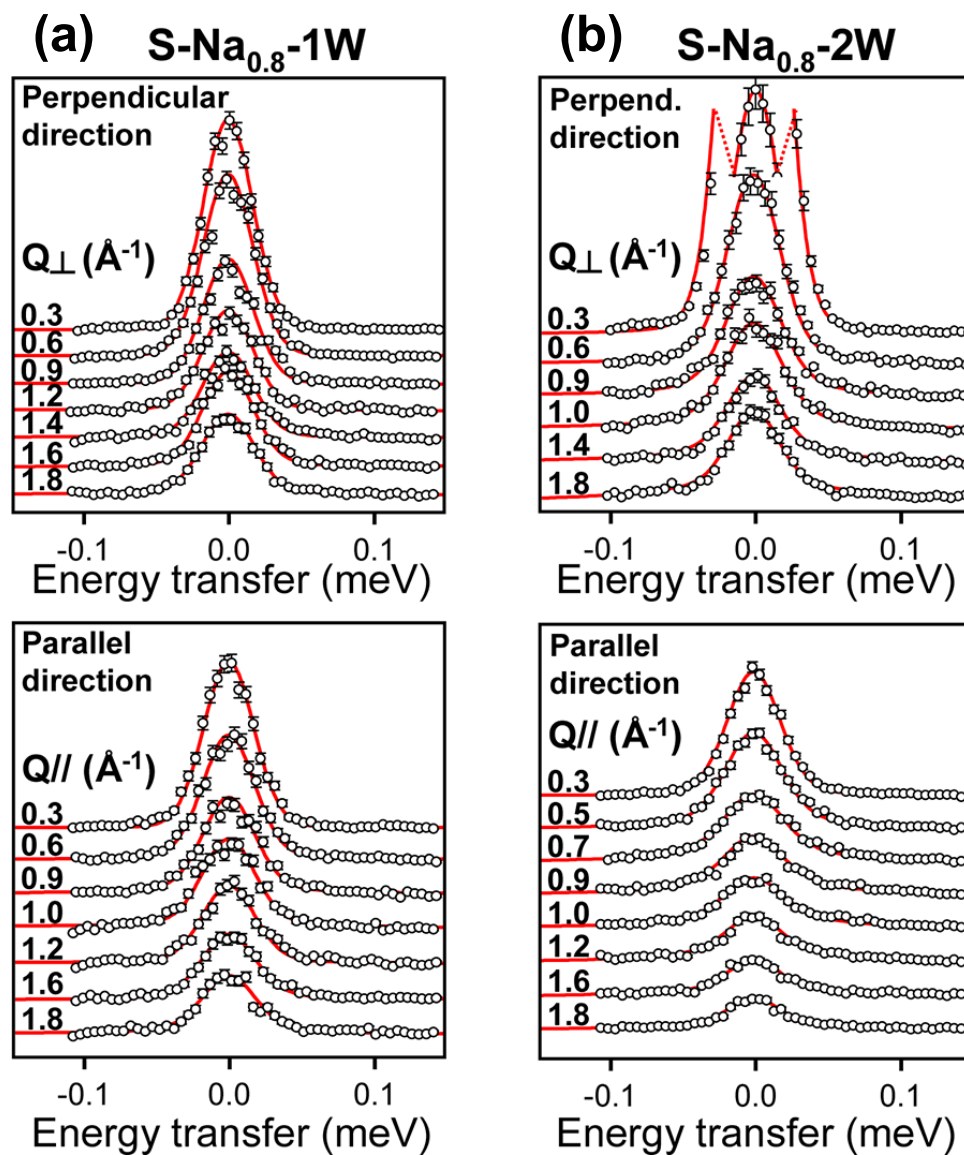 (a) S-Na0.8-1W
Perpendicular
direction
Q⊥ (Å-1)
0.3
0.6
0.9
1.2
1.4
1.6
1.8
-0.1 0.0 0.1
Energy transfer (meV)
(b) S-Na0.8-2W
Perpend.
direction
Q⊥ (Å-1)
0.3
0.6
0.9
1.0
1.4
1.8
-0.1 0.0 0.1
Energy transfer (meV)
Parallel
direction
Q// (Å-1)
0.3
0.6
0.9
1.0
1.2
1.6
1.8
-0.1 0.0 0.1
Energy transfer (meV)
Parallel
direction
Q// (Å-1)
0.3
0.5
0.7
0.9
1.0
1.2
1.6
1.8
-0.1 0.0 0.1
Energy transfer (meV)